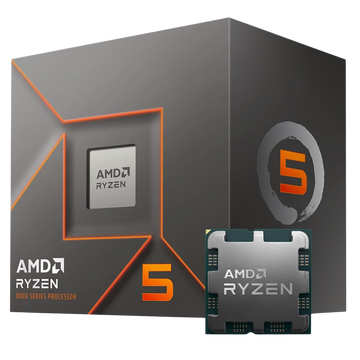 AMD
RYZEN
5
AMD
RYZEN
8000 SERIES PROCESSOR
5
AMD
RYZEN